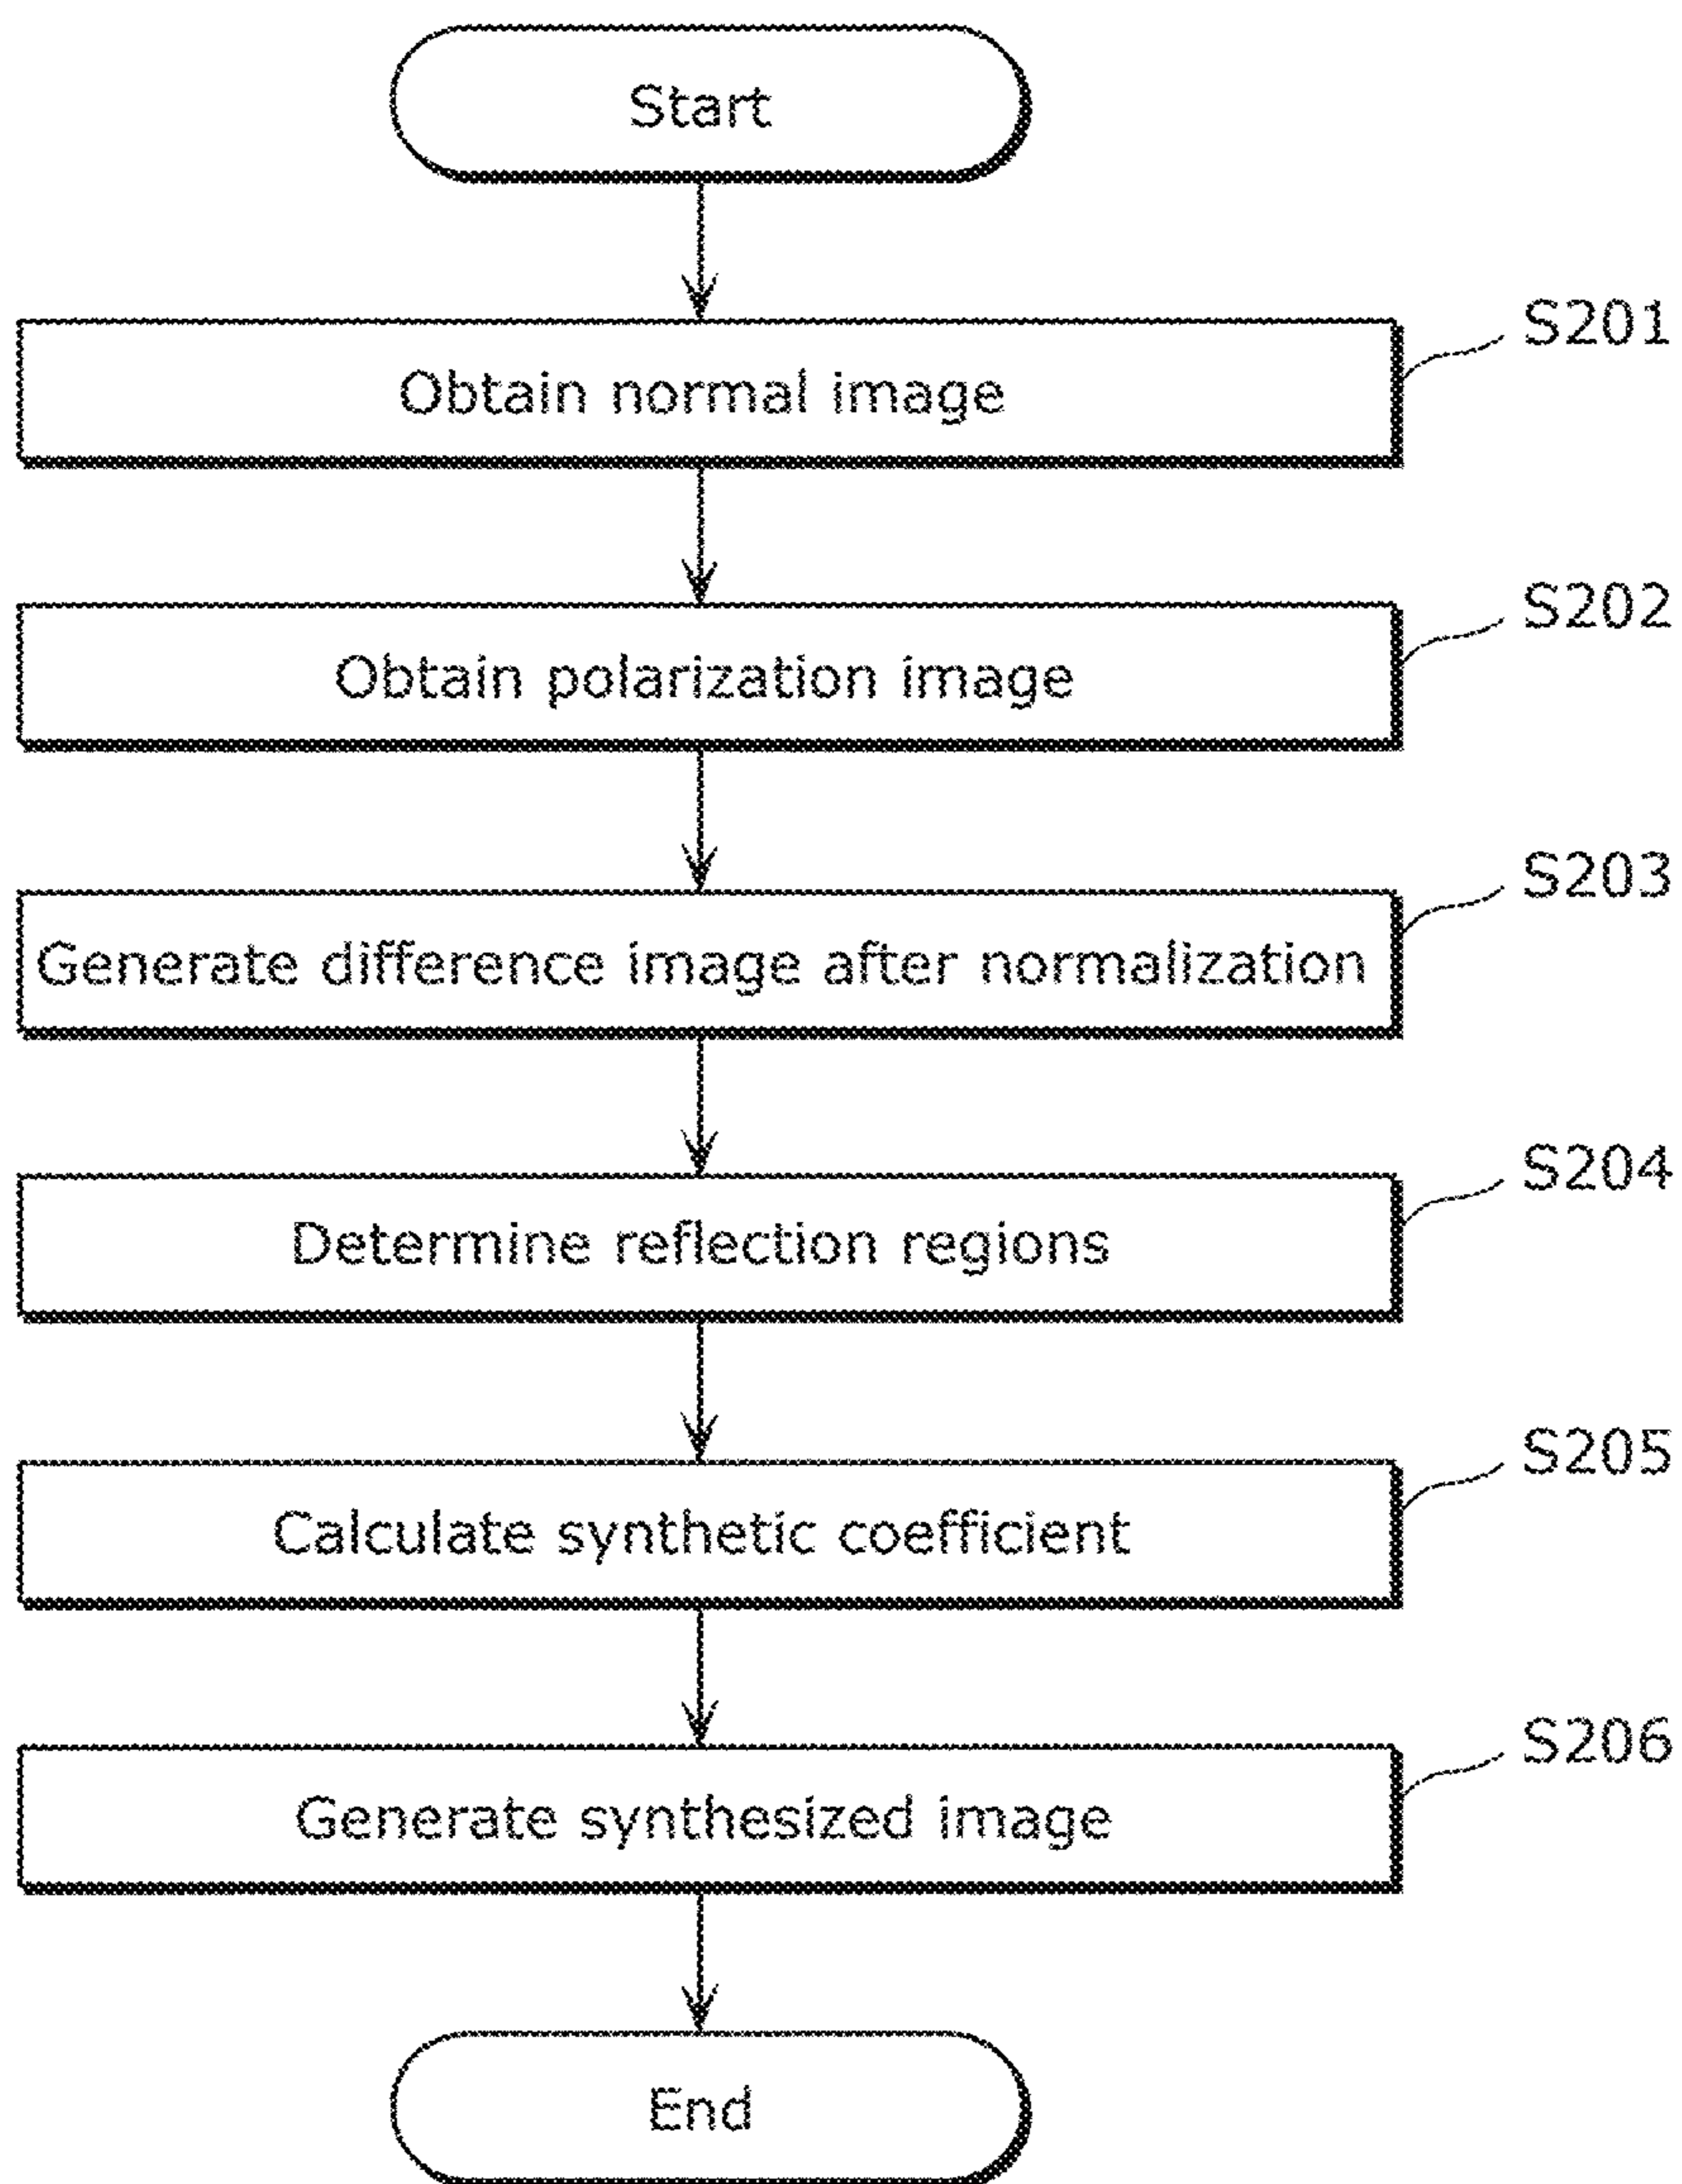 Start
S201
Obtain normal image
S202
Obtain polarization image
S203
Generate difference image after normalization
S204
Determine reflection regions
S205
Calculate synthetic coefficient
S206
Generate synthesized image
End